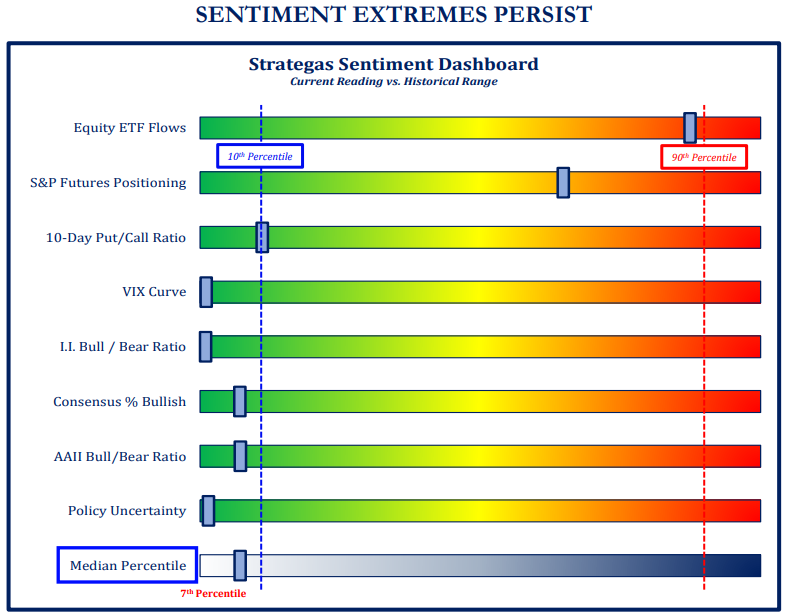 SENTIMENT EXTREMES PERSIST
Strategas Sentiment Dashboard
Current Reading vs. Historical Range
Equity ETF Flows
10th Percentile
90th Percentile
S&P Futures Positioning
10-Day Put/Call Ratio
VIX Curve
I.I. Bull / Bear Ratio
Consensus % Bullish
AAII Bull/Bear Ratio
Policy Uncertainty
Median Percentile
7th Percentile